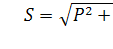 S = √P² +